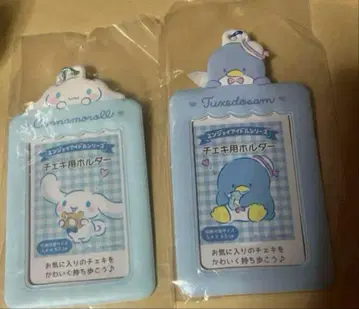 Cinnamoroll
エンジョイアイドルシリーズ
チェキ用ホルダー
お気に入りのチェキを
かわいく持ち歩こう♪
Tuxedosam
エンジョイアイドルシリーズ
チェキ用ホルダー
お気に入りのチェキを
かわいく持ち歩こう♪